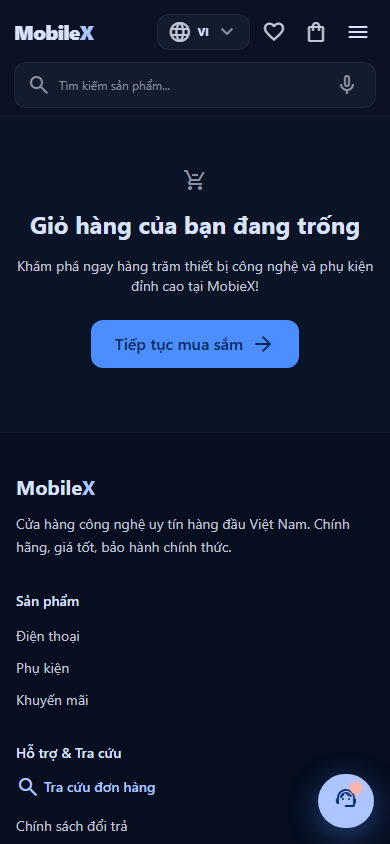 MobileX
VI
Tìm kiếm sản phẩm...
Giỏ hàng của bạn đang trống
Khám phá ngay hàng trăm thiết bị công nghệ và phụ kiện
đỉnh cao tại MobieX!
Tiếp tục mua sắm
MobileX
Cửa hàng công nghệ uy tín hàng đầu Việt Nam. Chính
hãng, giá tốt, bảo hành chính thức.
Sản phẩm
Điện thoại
Phụ kiện
Khuyến mãi
Hỗ trợ & Tra cứu
Tra cứu đơn hàng
Chính sách đổi trả